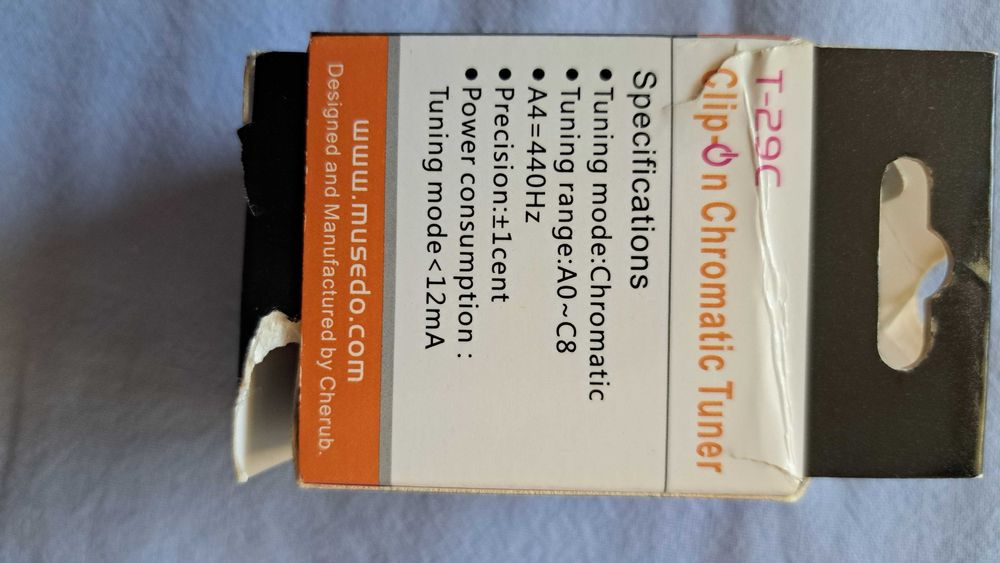 T-29C
Clip-On Chromatic Tuner
Specifications
• Tuning mode:Chromatic
• Tuning range:A0~C8
• A4=440Hz
• Precision:±1cent
• Power consumption :
Tuning mode<12mA
www.musedo.com
Designed and Manufactured by Cherub.